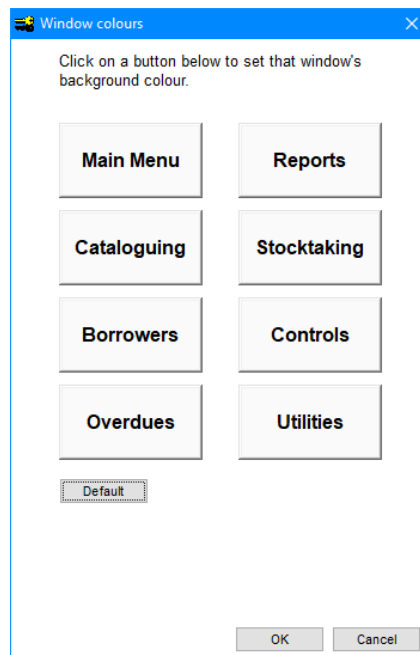 Window colours
Click on a button below to set that window's
background colour.
Main Menu
Reports
Cataloguing
Stocktaking
Borrowers
Controls
Overdues
Utilities
Default
OK
Cancel